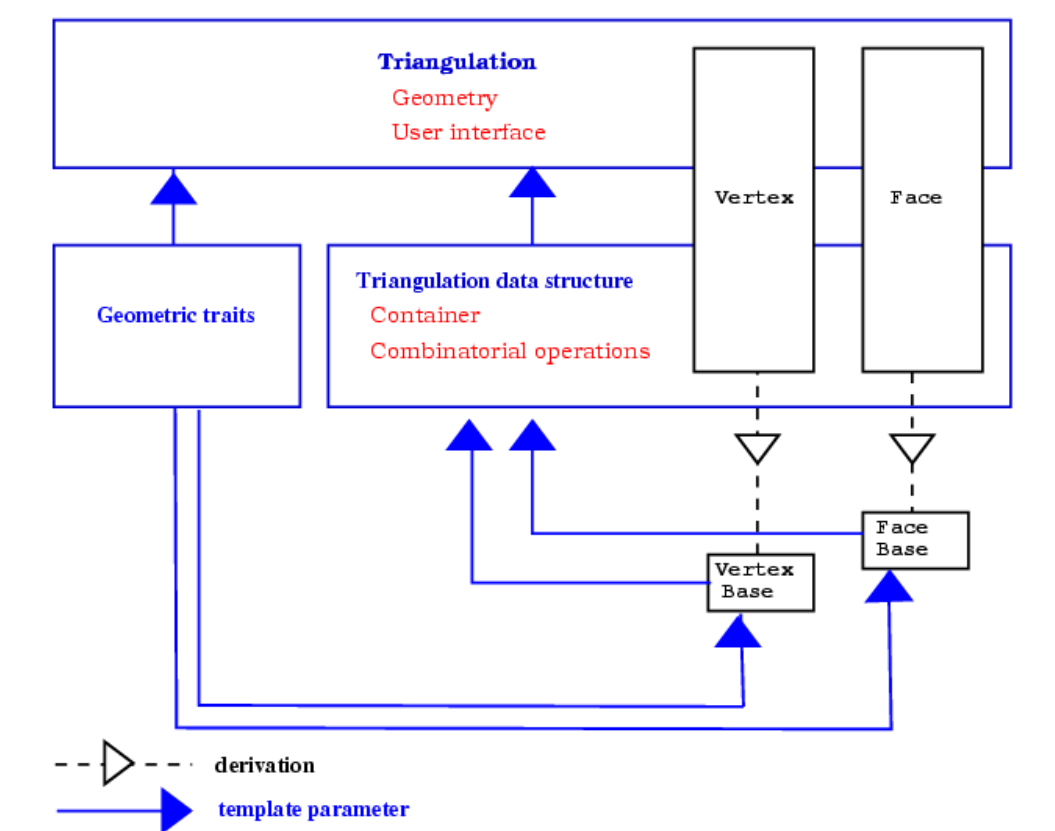 Triangulation
Geometry
User interface
Vertex
Face
Geometric traits
Triangulation data structure
Container
Combinatorial operations
Face
Base
Vertex
Base
derivation
template parameter